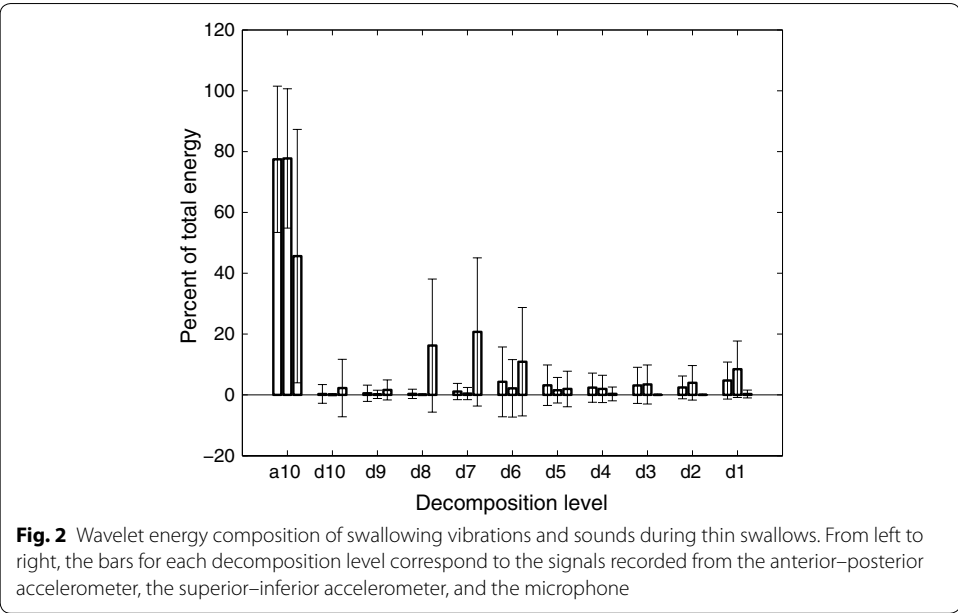 120
100
80
60
40
20
0
−20
Percent of total energy
a10 d10 d9 d8 d7 d6 d5 d4 d3 d2 d1
Decomposition level
Fig. 2 Wavelet energy composition of swallowing vibrations and sounds during thin swallows. From left to
right, the bars for each decomposition level correspond to the signals recorded from the anterior–posterior
accelerometer, the superior–inferior accelerometer, and the microphone